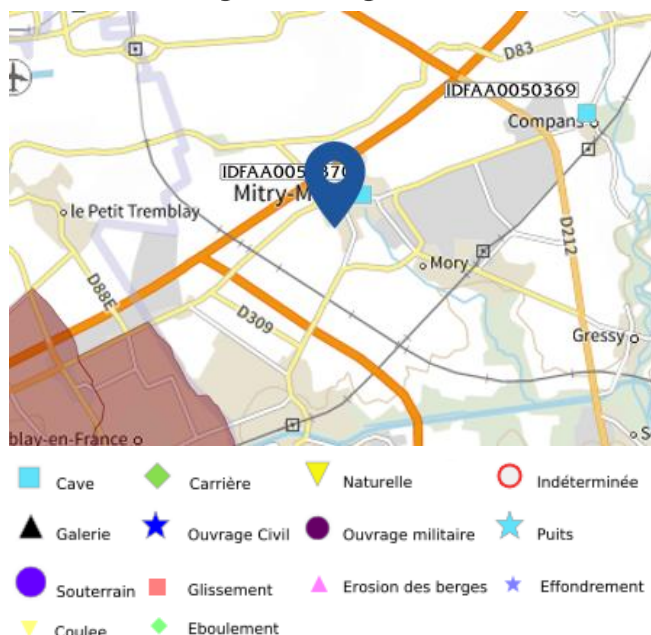 D83
IDFAA0050369
Compans
Mitry-M
le Petit Tremblay
D88E
D309
D212
Mory
Gressy
blay-en-France
S
Cave
Carrière
Naturelle
Indéterminée
Galerie
Ouvrage Civil
Ouvrage militaire
Puits
Souterrain
Glissement
Erosion des berges
Effondrement
Coulee
Eboulement